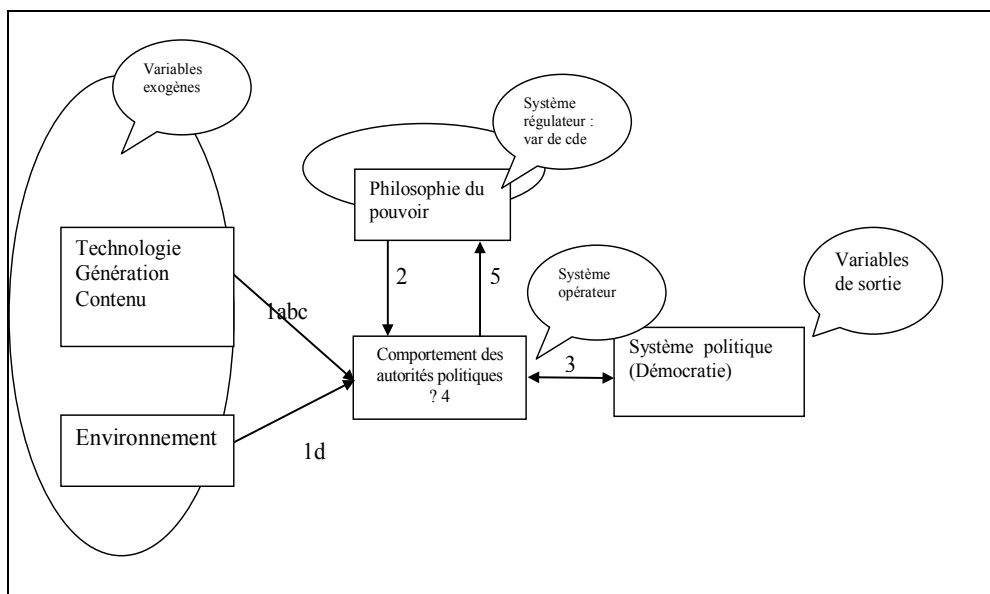 Variables
exogènes
Système
régulateur :
var de cde
Philosophie du
pouvoir
Technologie
Génération
Contenu
1abc
2
5
Système
opérateur
Variables
de sortie
Comportement des
autorités politiques
? 4
3
Système politique
(Démocratie)
Environnement
1d